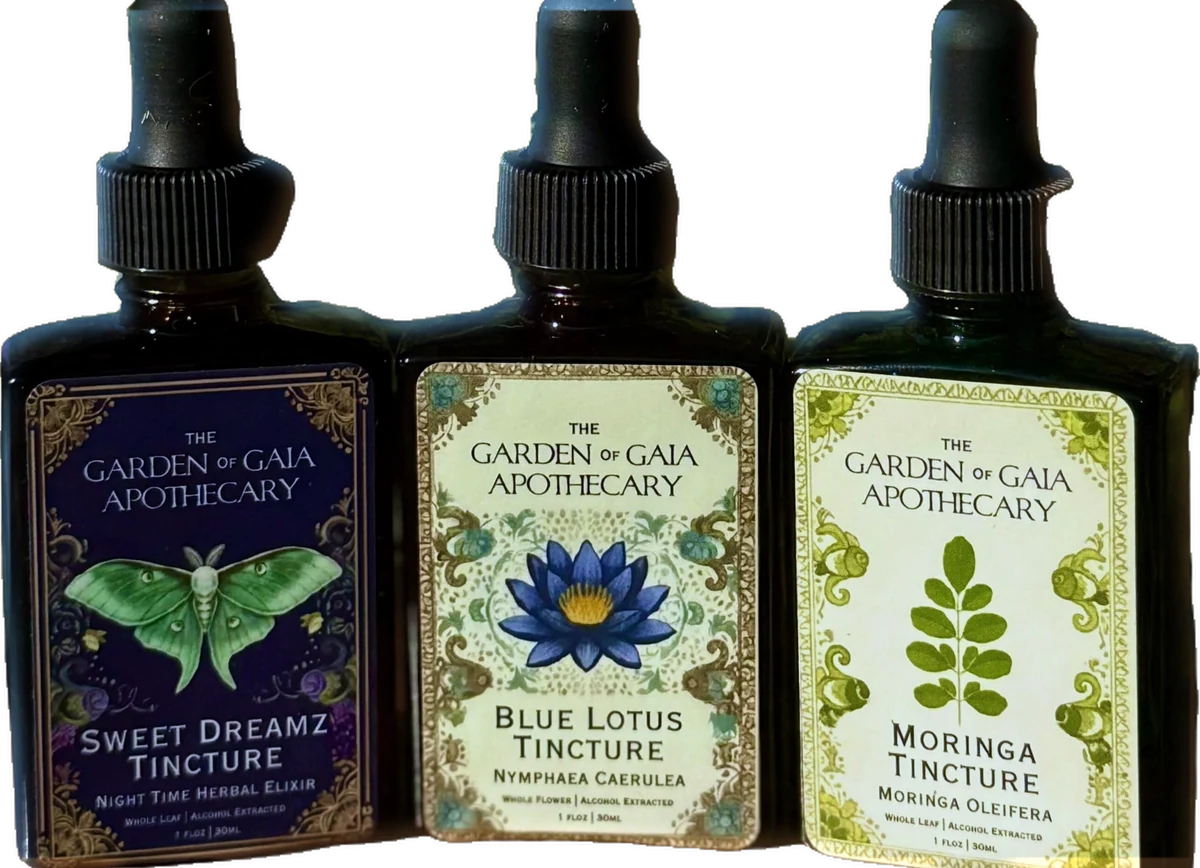 THE
GARDEN OF GAIA
APOTHECARY
SWEET DREAMZ
TINCTURE
NIGHT TIME HERBAL ELIXIR
WHOLE LEAF | ALCOHOL EXTRACTED
1 FLOZ | 30ML
THE
GARDEN OF GAIA
APOTHECARY
BLUE LOTUS
TINCTURE
NYMPHAEA CAERULEA
WHOLE FLOWER | ALCOHOL EXTRACTED
1 FLOZ | 30ML
THE
GARDEN OF GAIA
APOTHECARY
MORINGA
TINCTURE
MORINGA OLEIFERA
WHOLE LEAF | ALCOHOL EXTRACTED
1 FLOZ | 30ML